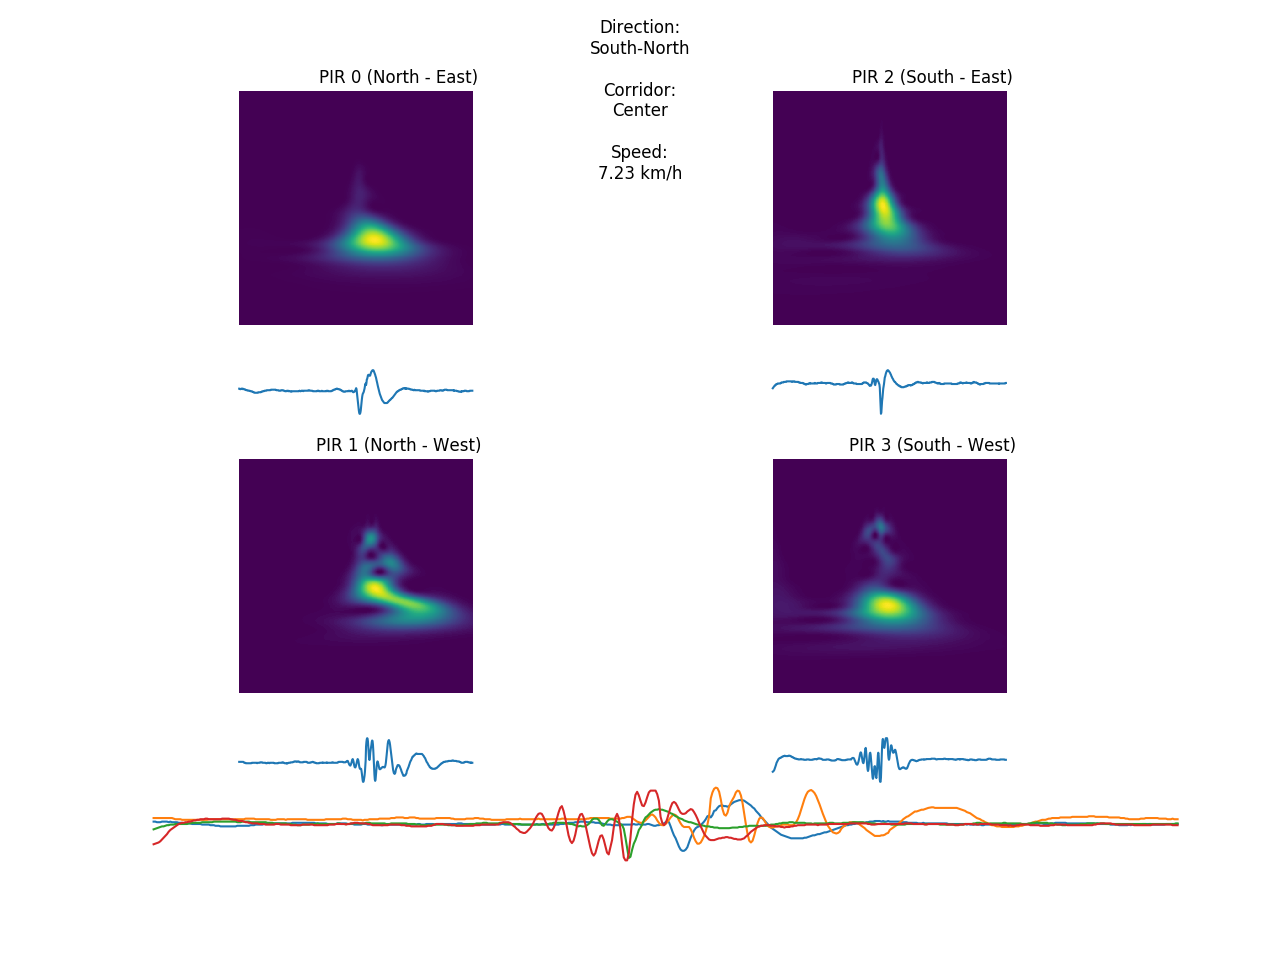 Direction:
South-North
Corridor:
Center
Speed:
7.23 km/h
PIR 0 (North - East)
PIR 2 (South - East)
PIR 1 (North - West)
PIR 3 (South - West)